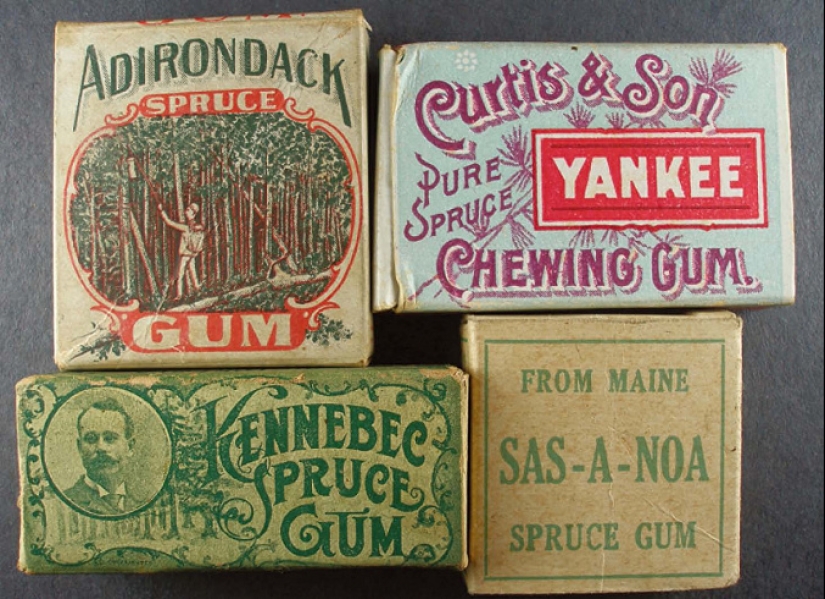 GUM
ADIRONDACK
SPRUCE
GUM
Curtis & Son
PURE
SPRUCE
YANKEE
CHEWING GUM.
KENNEBEC
SPRUCE
GUM
FROM MAINE
SAS-A-NOA
SPRUCE GUM